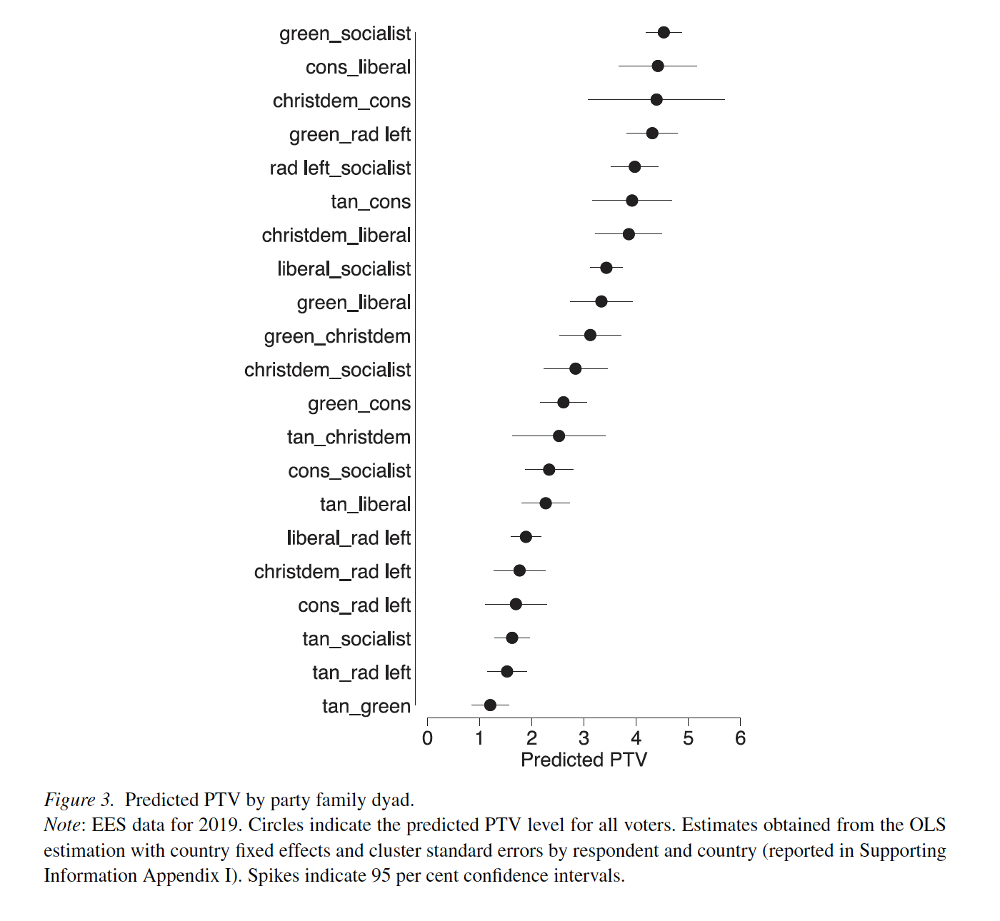 green_socialist
cons_liberal
christdem_cons
green_rad left
rad left_socialist
tan_cons
christdem_liberal
liberal_socialist
green_liberal
green_christdem
christdem_socialist
green_cons
tan_christdem
cons_socialist
tan_liberal
liberal_rad left
christdem_rad left
cons_rad left
tan_socialist
tan_rad left
tan_green
0 1 2 3 4 5 6
Predicted PTV
Figure 3. Predicted PTV by party family dyad.
Note: EES data for 2019. Circles indicate the predicted PTV level for all voters. Estimates obtained from the OLS
estimation with country fixed effects and cluster standard errors by respondent and country (reported in Supporting
Information Appendix I). Spikes indicate 95 per cent confidence intervals.